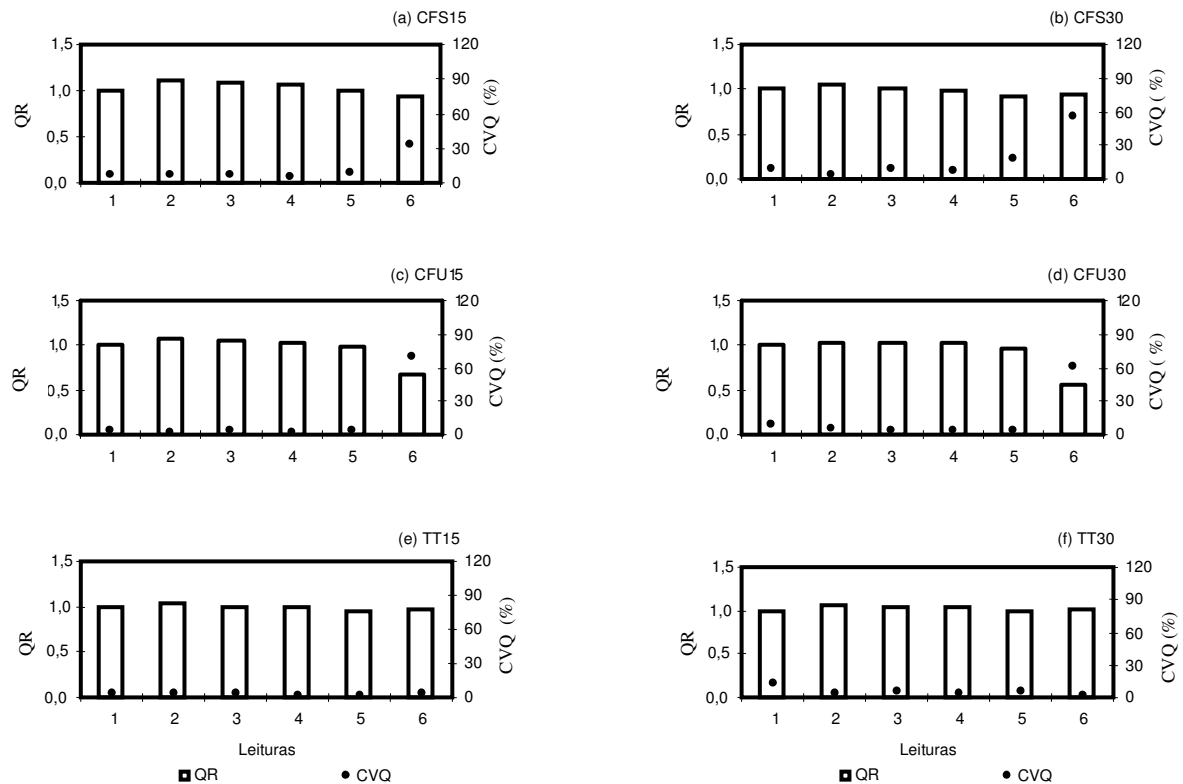 (a) CFS15
1,5
1,0
0,5
0,0
QR
120
90
60
30
0
CVQ (%)
1 2 3 4 5 6
(b) CFS30
1,5
1,0
0,5
0,0
QR
120
90
60
30
0
CVQ ( %)
1 2 3 4 5 6
(c) CFU15
1,5
1,0
0,5
0,0
QR
120
90
60
30
0
CVQ (%)
1 2 3 4 5 6
(d) CFU30
1,5
1,0
0,5
0,0
QR
120
90
60
30
0
CVQ ( %)
1 2 3 4 5 6
(e) TT15
1,5
1,0
0,5
0,0
QR
120
90
60
30
0
CVQ (%)
1 2 3 4 5 6
Leituras
QR CVQ
(f) TT30
1,5
1,0
0,5
0,0
QR
120
90
60
30
0
CVQ (%)
1 2 3 4 5 6
Leituras
QR CVQ